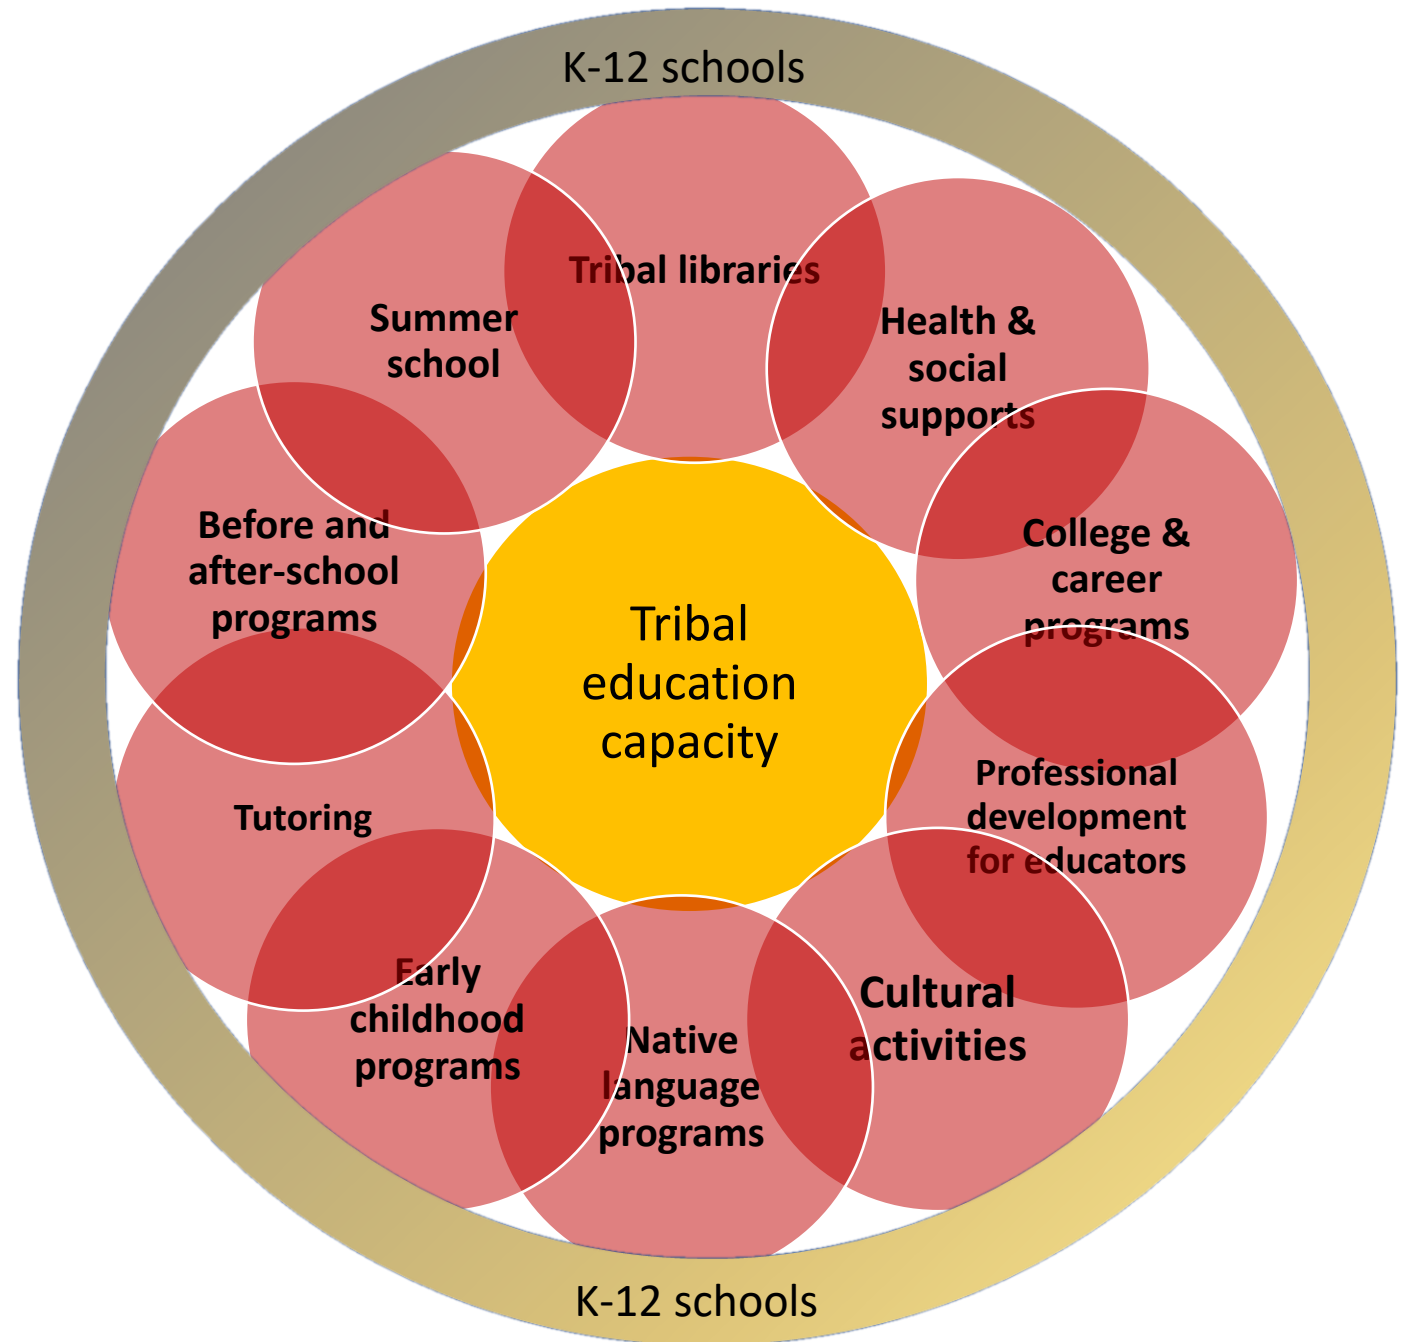 K-12 schools
Tribal libraries
Health &
social
supports
College &
career
programs
Professional
development
for educators
Cultural
activities
Native
language
programs
Early
childhood
programs
Tutoring
Before and
after-school
programs
Summer
school
Tribal
education
capacity
K-12 schools